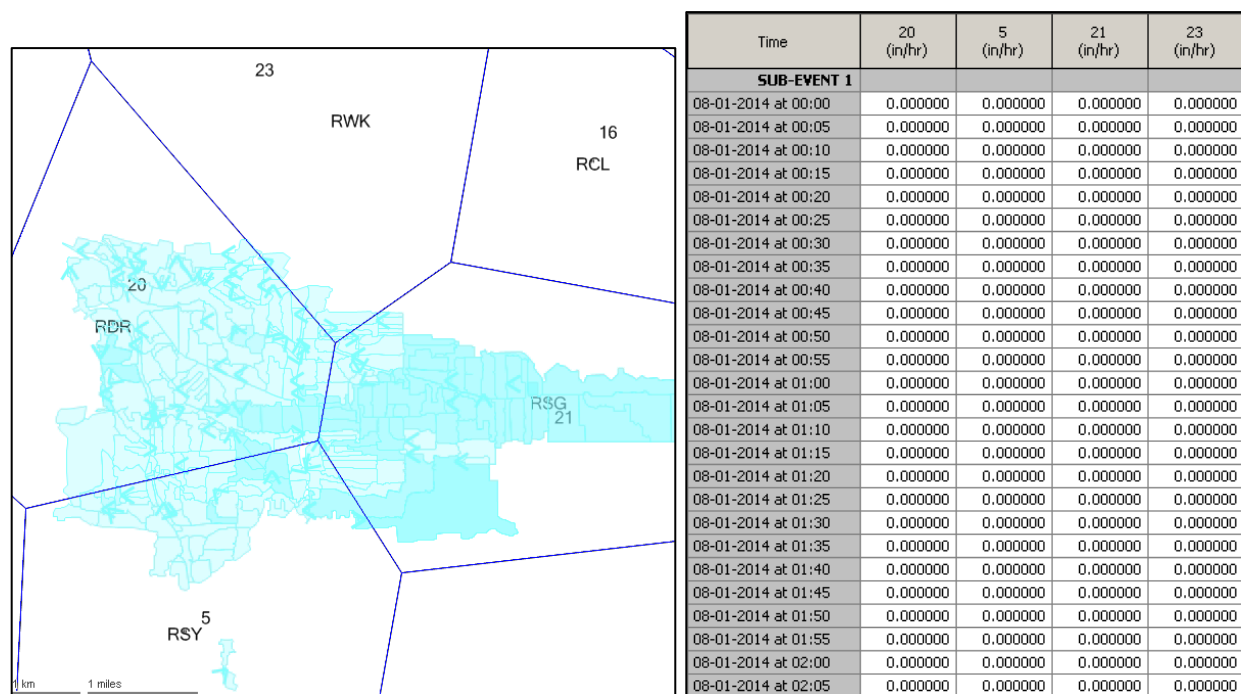 23
RWK
16
RCL
20
RDR
RSG
21
5
RSY
1 km 1 miles
Time 20 (in/hr) 5 (in/hr) 21 (in/hr) 23 (in/hr)
SUB-EVENT 1
08-01-2014 at 00:00 0.000000 0.000000 0.000000 0.000000
08-01-2014 at 00:05 0.000000 0.000000 0.000000 0.000000
08-01-2014 at 00:10 0.000000 0.000000 0.000000 0.000000
08-01-2014 at 00:15 0.000000 0.000000 0.000000 0.000000
08-01-2014 at 00:20 0.000000 0.000000 0.000000 0.000000
08-01-2014 at 00:25 0.000000 0.000000 0.000000 0.000000
08-01-2014 at 00:30 0.000000 0.000000 0.000000 0.000000
08-01-2014 at 00:35 0.000000 0.000000 0.000000 0.000000
08-01-2014 at 00:40 0.000000 0.000000 0.000000 0.000000
08-01-2014 at 00:45 0.000000 0.000000 0.000000 0.000000
08-01-2014 at 00:50 0.000000 0.000000 0.000000 0.000000
08-01-2014 at 00:55 0.000000 0.000000 0.000000 0.000000
08-01-2014 at 01:00 0.000000 0.000000 0.000000 0.000000
08-01-2014 at 01:05 0.000000 0.000000 0.000000 0.000000
08-01-2014 at 01:10 0.000000 0.000000 0.000000 0.000000
08-01-2014 at 01:15 0.000000 0.000000 0.000000 0.000000
08-01-2014 at 01:20 0.000000 0.000000 0.000000 0.000000
08-01-2014 at 01:25 0.000000 0.000000 0.000000 0.000000
08-01-2014 at 01:30 0.000000 0.000000 0.000000 0.000000
08-01-2014 at 01:35 0.000000 0.000000 0.000000 0.000000
08-01-2014 at 01:40 0.000000 0.000000 0.000000 0.000000
08-01-2014 at 01:45 0.000000 0.000000 0.000000 0.000000
08-01-2014 at 01:50 0.000000 0.000000 0.000000 0.000000
08-01-2014 at 01:55 0.000000 0.000000 0.000000 0.000000
08-01-2014 at 02:00 0.000000 0.000000 0.000000 0.000000
08-01-2014 at 02:05 0.000000 0.000000 0.000000 0.000000